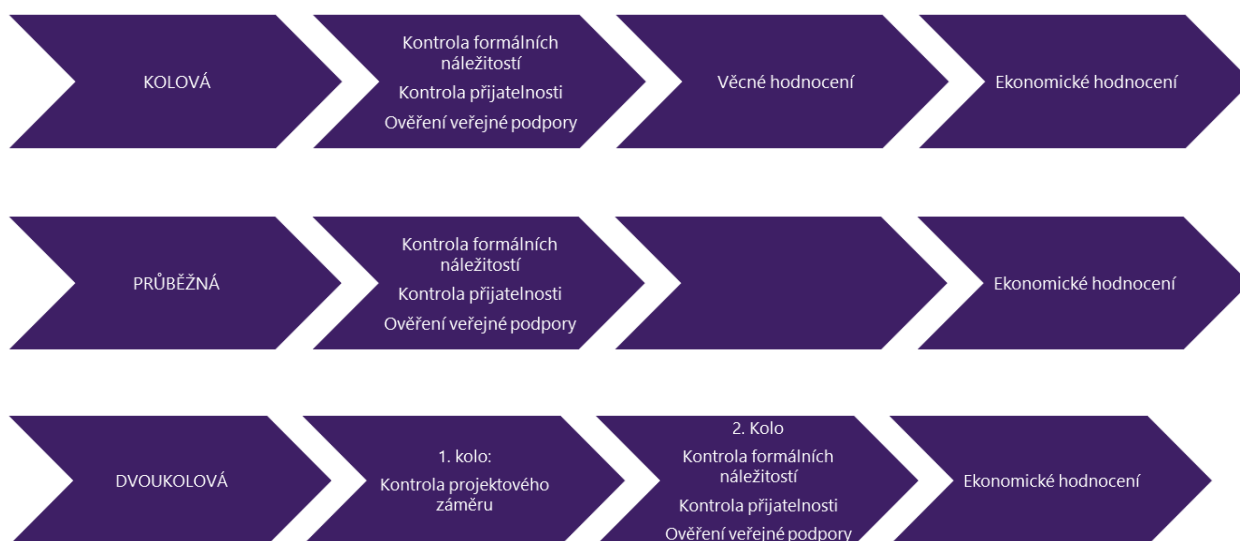 KOLOVÁ
Kontrola formálních
náležitostí
Kontrola přijatelnosti
Ověření veřejné podpory
Věcné hodnocení
Ekonomické hodnocení
PRŮBĚŽNÁ
Kontrola formálních
náležitostí
Kontrola přijatelnosti
Ověření veřejné podpory
Ekonomické hodnocení
DVOUKOLOVÁ
1. kolo:
Kontrola projektového
záměru
2. Kolo
Kontrola formálních
náležitostí
Kontrola přijatelnosti
Ověření veřejné podpory
Ekonomické hodnocení